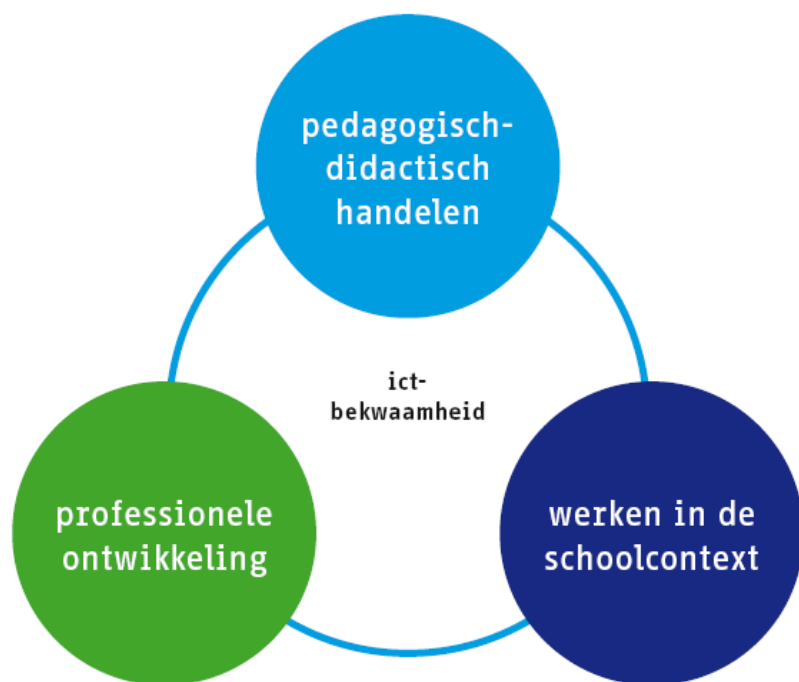 pedagogisch-
didactisch
handelen
ict-
bekwaamheid
professionele
ontwikkeling
werken in de
schoolcontext